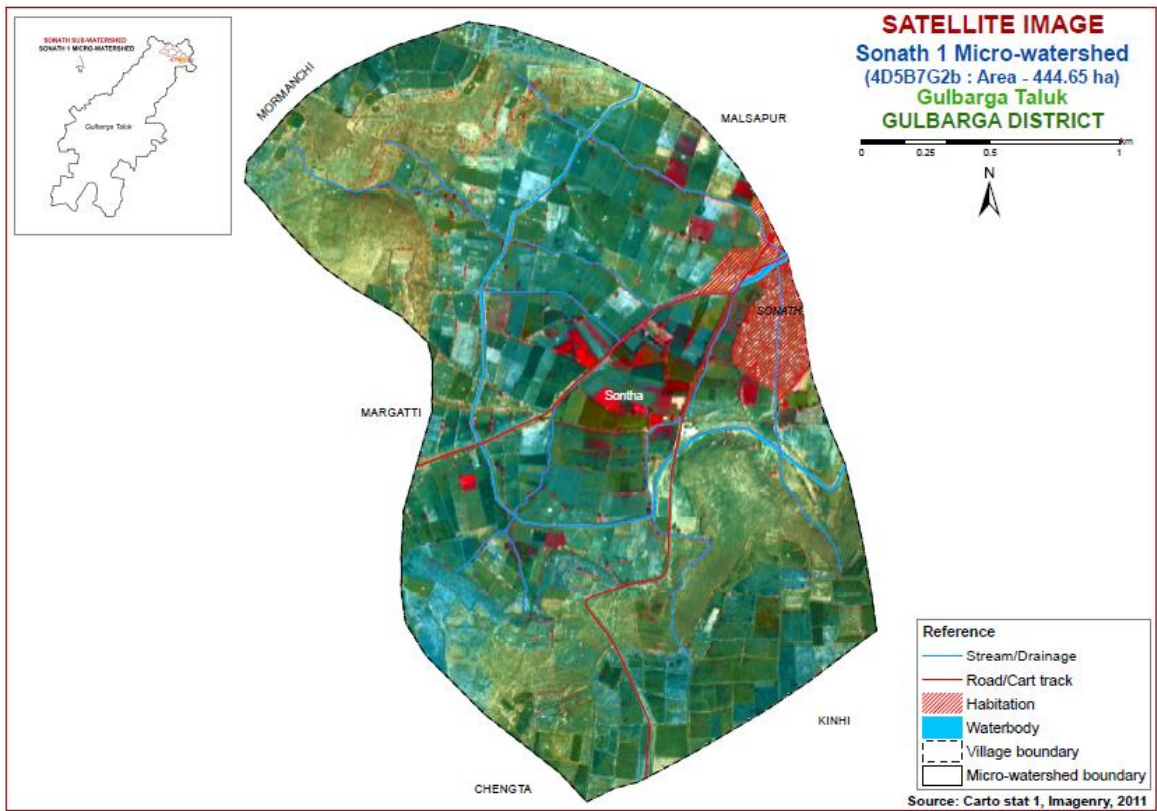 SONATH SUB-WATERSHED
SONATH 1 MICRO-WATERSHED
Gulbarga Taluk
SATELLITE IMAGE
Sonath 1 Micro-watershed
(4D5B7G2b : Area - 444.65 ha)
Gulbarga Taluk
GULBARGA DISTRICT
0 0.25 0.5 1 km
N
MORMANCHI
MALSAPUR
SONATH
Sontha
MARGATTI
KINHI
CHENGTA
Reference
Stream/Drainage
Road/Cart track
Habitation
Waterbody
Village boundary
Micro-watershed boundary
Source: Carto stat 1, Imagenry, 2011